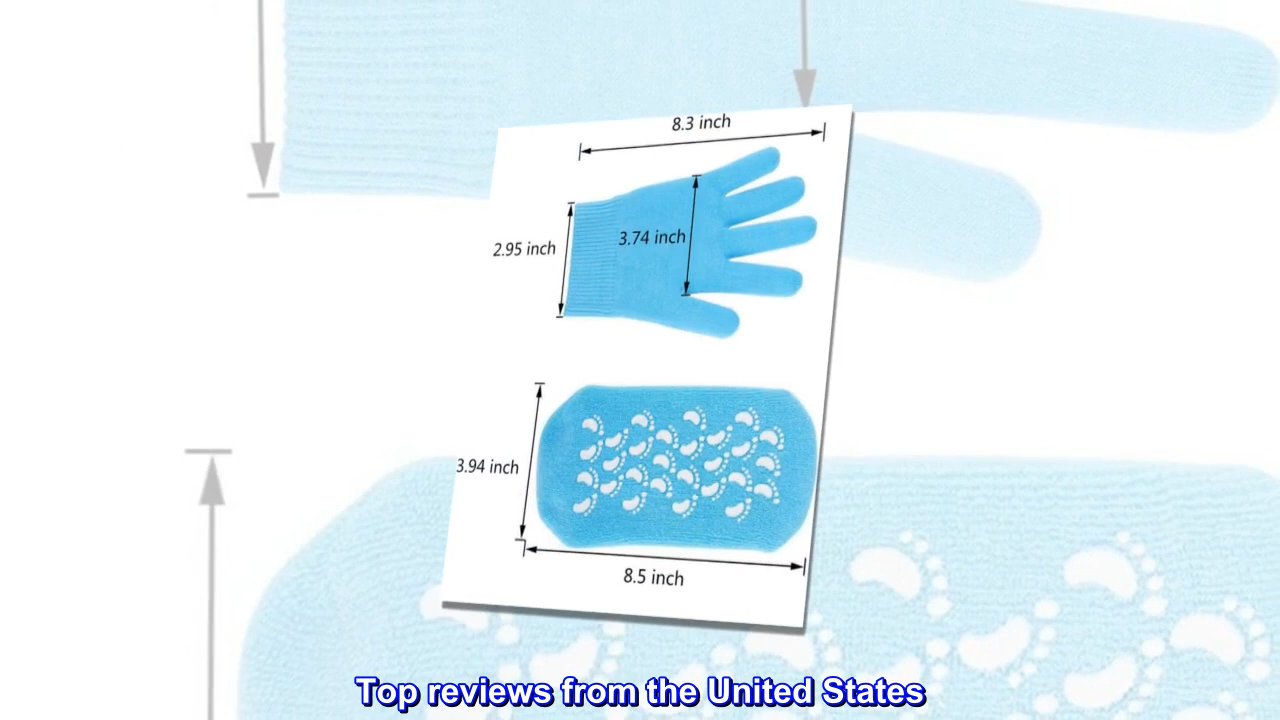 8.3 inch
2.95 inch
3.74 inch
3.94 inch
8.5 inch
Top reviews from the United States